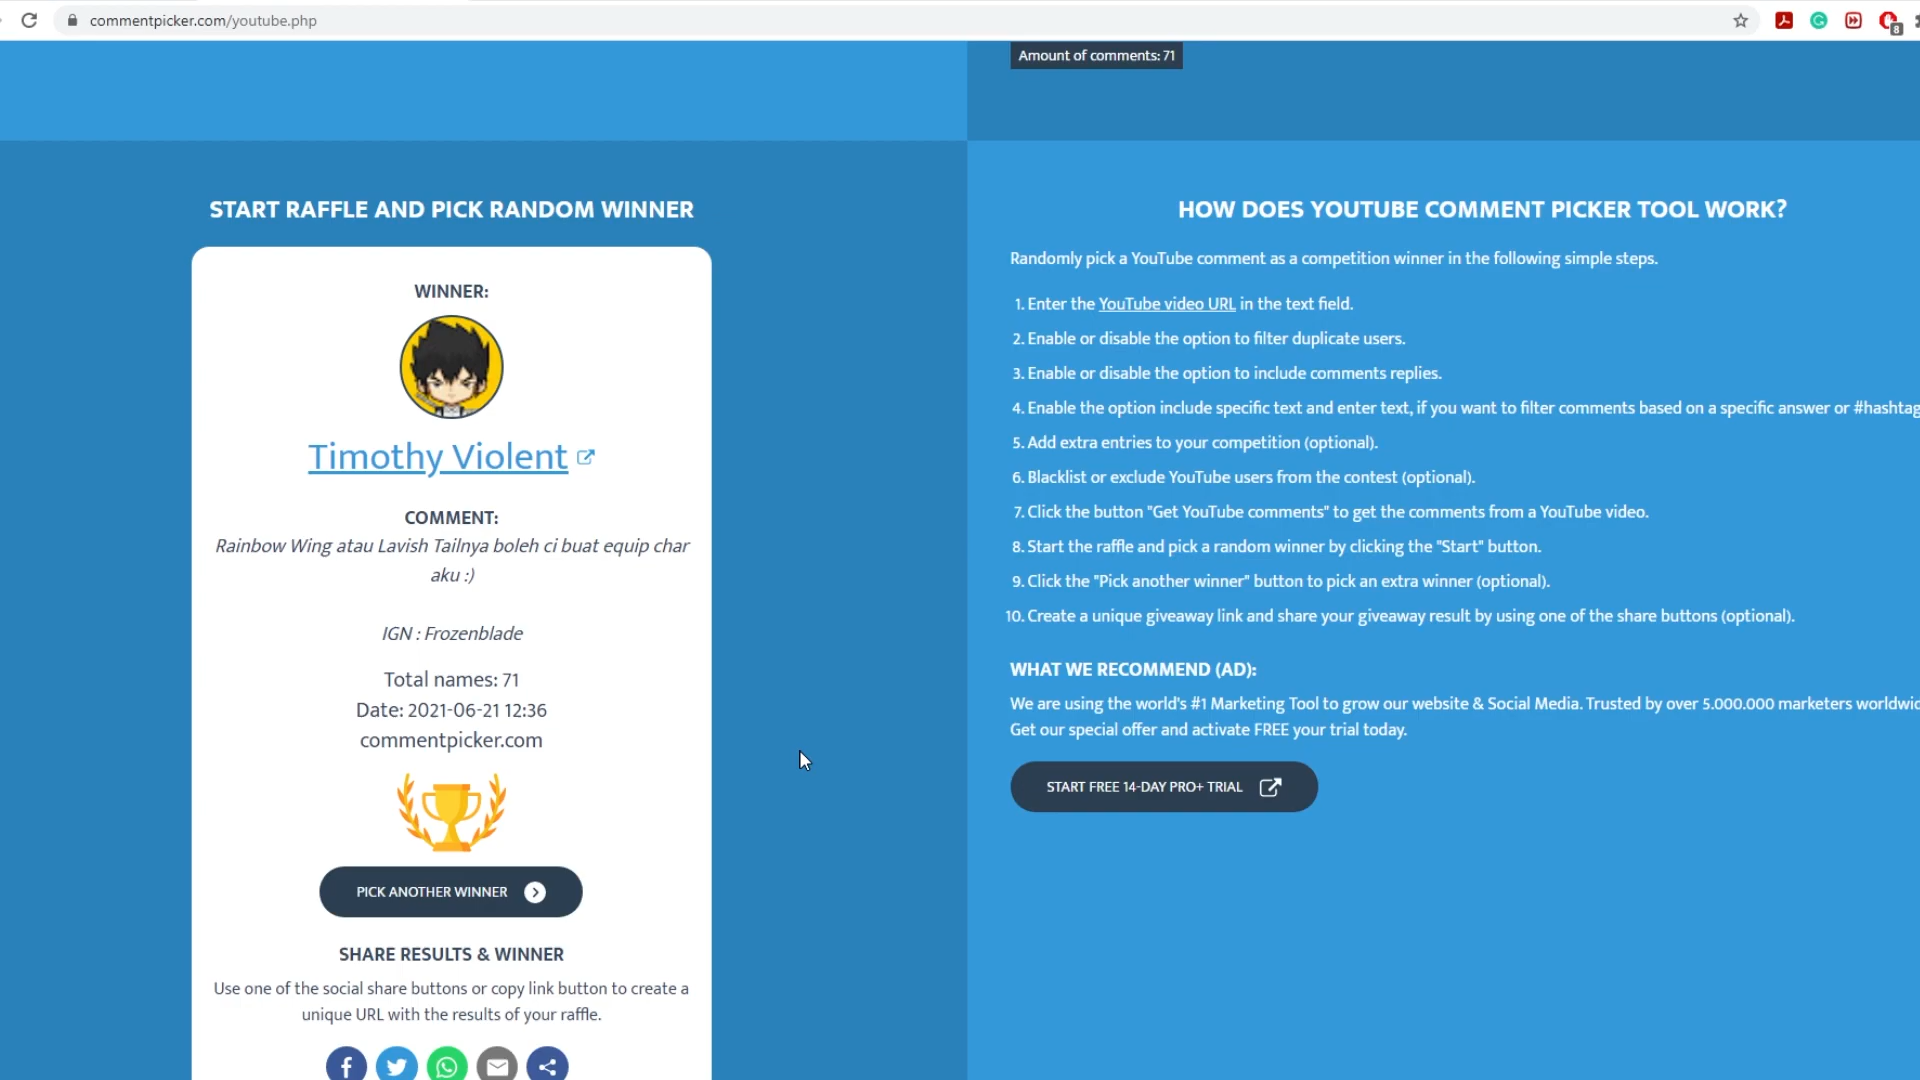 commentpicker.com/youtube.php
8
Amount of comments: 71
START RAFFLE AND PICK RANDOM WINNER
WINNER:
Timothy Violent
COMMENT:
Rainbow Wing atau Lavish Tailnya boleh ci buat equip char
aku :)
IGN : Frozenblade
Total names: 71
Date: 2021-06-21 12:36
commentpicker.com
PICK ANOTHER WINNER
SHARE RESULTS & WINNER
Use one of the social share buttons or copy link button to create a
unique URL with the results of your raffle.
HOW DOES YOUTUBE COMMENT PICKER TOOL WORK?
Randomly pick a YouTube comment as a competition winner in the following simple steps.
1. Enter the YouTube video URL in the text field.
2. Enable or disable the option to filter duplicate users.
3. Enable or disable the option to include comments replies.
4. Enable the option include specific text and enter text, if you want to filter comments based on a specific answer or #hashtag
5. Add extra entries to your competition (optional).
6. Blacklist or exclude YouTube users from the contest (optional).
7. Click the button "Get YouTube comments" to get the comments from a YouTube video.
8. Start the raffle and pick a random winner by clicking the "Start" button.
9. Click the "Pick another winner" button to pick an extra winner (optional).
10. Create a unique giveaway link and share your giveaway result by using one of the share buttons (optional).
WHAT WE RECOMMEND (AD):
We are using the world's #1 Marketing Tool to grow our website & Social Media. Trusted by over 5.000.000 marketers worldwid
Get our special offer and activate FREE your trial today.
START FREE 14-DAY PRO+ TRIAL